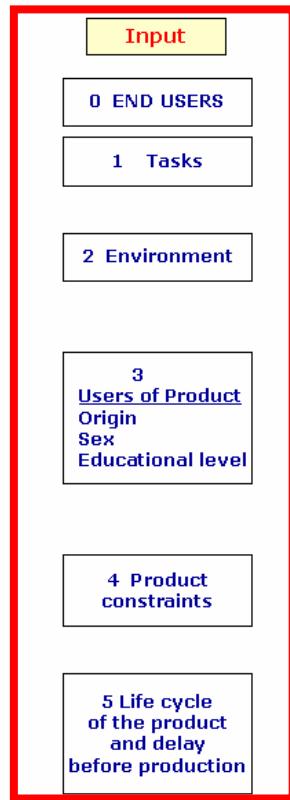 Input
0 END USERS
1 Tasks
2 Environment
3
Users of Product
Origin
Sex
Educational level
4 Product
constraints
5 Life cycle
of the product
and delay
before production